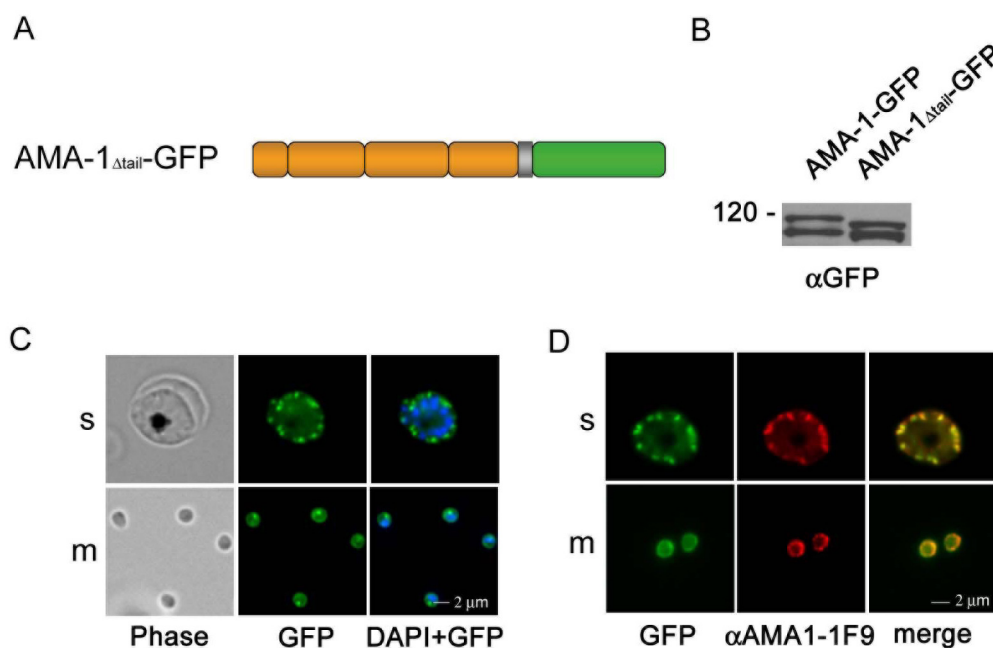 A
AMA-1Δtail-GFP
B
AMA-1-GFP
AMA-1Δtail-GFP
120 -
αGFP
C
s
m
2 μm
Phase GFP DAPI+GFP
D
s
m
2 μm
GFP αAMA1-1F9 merge